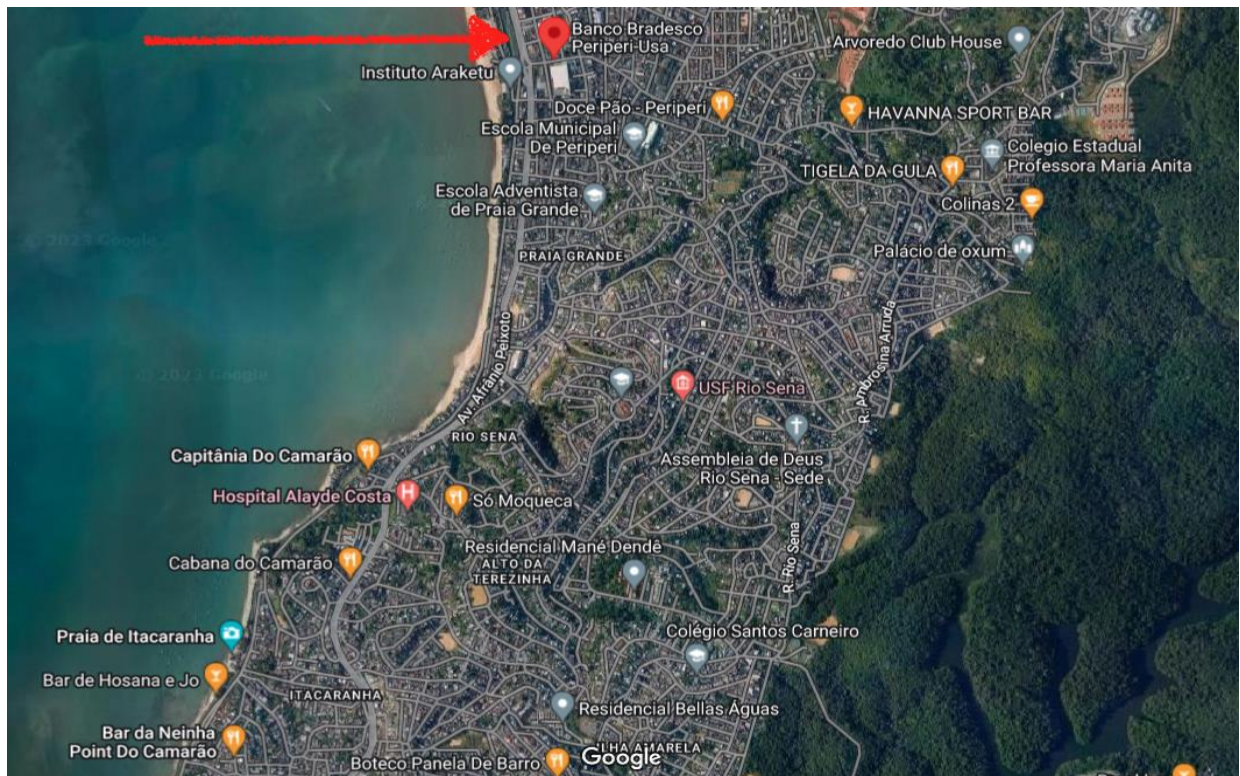 Banco Bradesco
Periperi-Usa
Arvoredo Club House
Instituto Araketu
Doce Pão - Periperi
HAVANNA SPORT BAR
Escola Municipal
De Periperi
Colegio Estadual
Professora Maria Anita
TIGELA DA GULA
Escola Adventista
de Praia Grande
Colinas 2
© 2023 Google
Palácio de oxum
PRAIA GRANDE
Av. Afrânio Peixoto
R. Ambrosina Arruda
© 2023 Google
USF Rio Sena
RIO SENA
Capitânia Do Camarão
Assembleia de Deus
Rio Sena - Sede
Hospital Alayde Costa
Só Moqueca
Residencial Mané Dendê
Cabana do Camarão
ALTO DA
TEREZINHA
R. Rio Sena
Praia de Itacaranha
Colégio Santos Carneiro
Bar de Hosana e Jo
ITACARANHA
Residencial Bellas Águas
Bar da Neinha
Point Do Camarão
ILHA AMARELA
Boteco Panela De Barro
Google